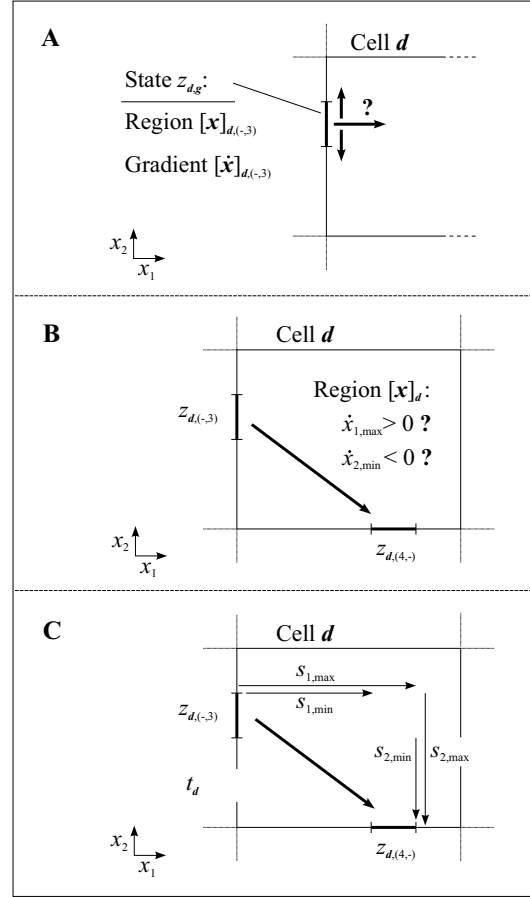 A
Cell d
State z_{d,g}:
?
Region [x]_{d,(-,3)}
Gradient [ẋ]_{d,(-,3)}
x_2
x_1
B
Cell d
Region [x]_d:
z_{d,(-,3)}
ẋ_{1,max} > 0 ?
ẋ_{2,min} < 0 ?
x_2
x_1
z_{d,(4,-)}
C
Cell d
s_{1,max}
z_{d,(-,3)}
s_{1,min}
s_{2,min} s_{2,max}
t_d
x_2
x_1
z_{d,(4,-)}